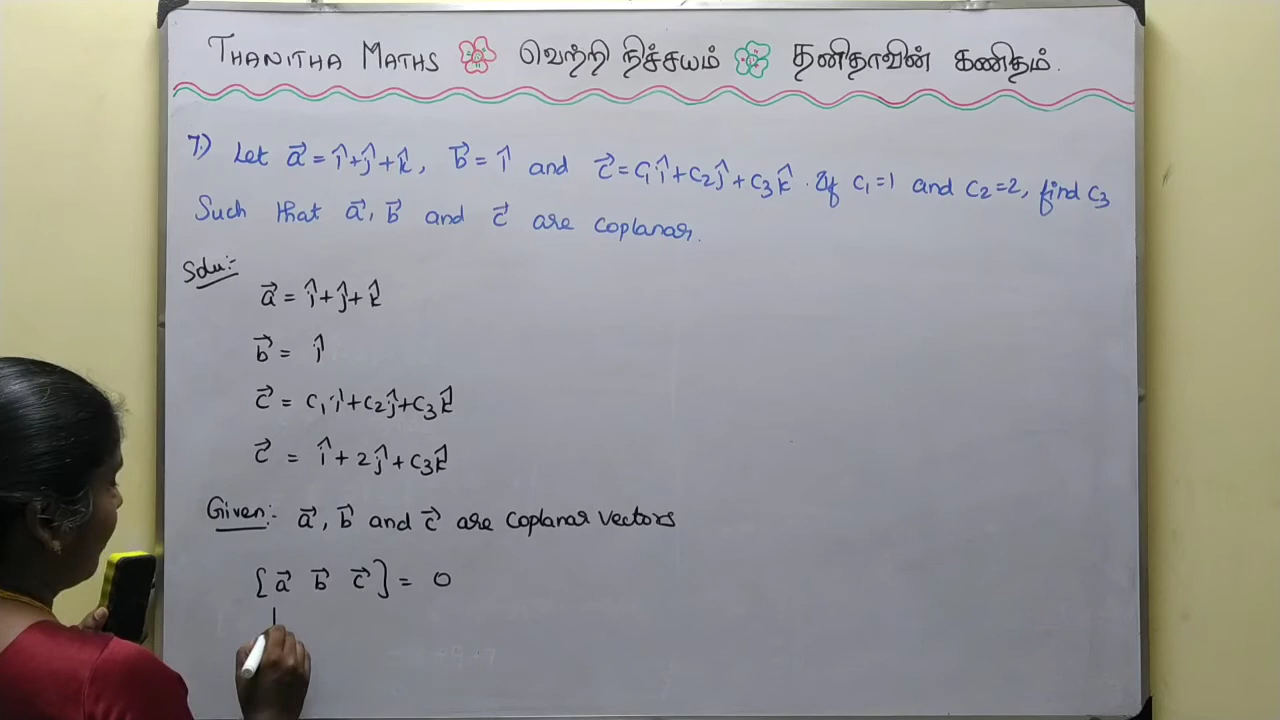 THANITHA MATHS வெற்றி நிச்சயம் தனிதாவின் கணிதம்.
7.) Let a⃗ = î+ĵ+k̂, b⃗ = î and c⃗ = c₁î+c₂ĵ+c₃k̂. If c₁=1 and c₂=2, find c₃
Such that a⃗, b⃗ and c⃗ are coplanar.
Solu:-
a⃗ = î+ĵ+k̂
b⃗ = î
c⃗ = c₁î+c₂ĵ+c₃k̂
c⃗ = î+2ĵ+c₃k̂
Given:- a⃗, b⃗ and c⃗ are coplanar vectors
[a⃗ b⃗ c⃗] = 0